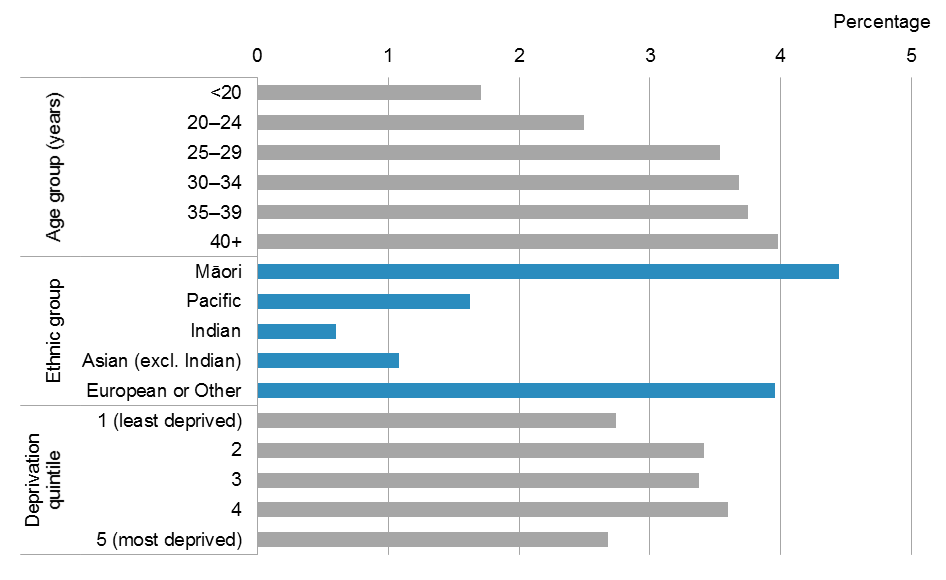 Percentage
0 1 2 3 4 5
Age group (years)
<20
20–24
25–29
30–34
35–39
40+
Ethnic group
Māori
Pacific
Indian
Asian (excl. Indian)
European or Other
Deprivation
quintile
1 (least deprived)
2
3
4
5 (most deprived)